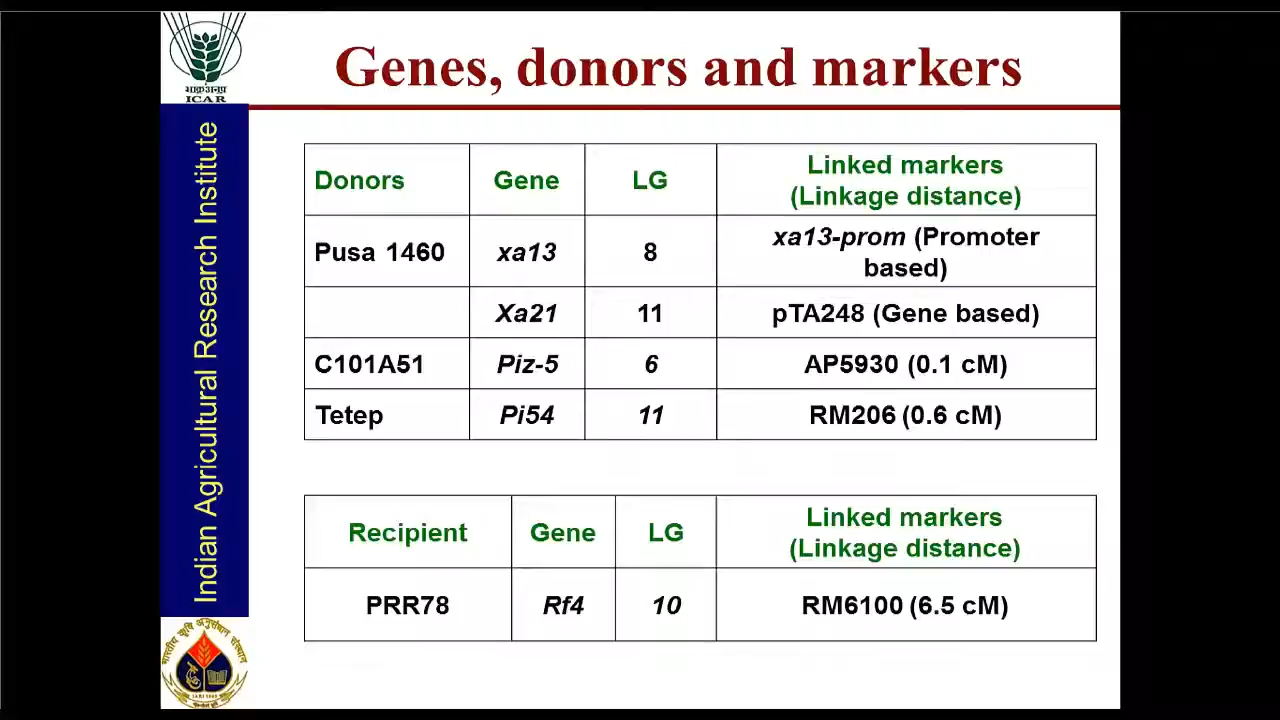 भाकृअनुप
ICAR
Indian Agricultural Research Institute
Genes, donors and markers
Donors Gene LG Linked markers
(Linkage distance)
Pusa 1460 xa13 8 xa13-prom (Promoter
based)
Xa21 11 pTA248 (Gene based)
C101A51 Piz-5 6 AP5930 (0.1 cM)
Tetep Pi54 11 RM206 (0.6 cM)
Recipient Gene LG Linked markers
(Linkage distance)
PRR78 Rf4 10 RM6100 (6.5 cM)
भारतीय कृषि अनुसंधान संस्थान